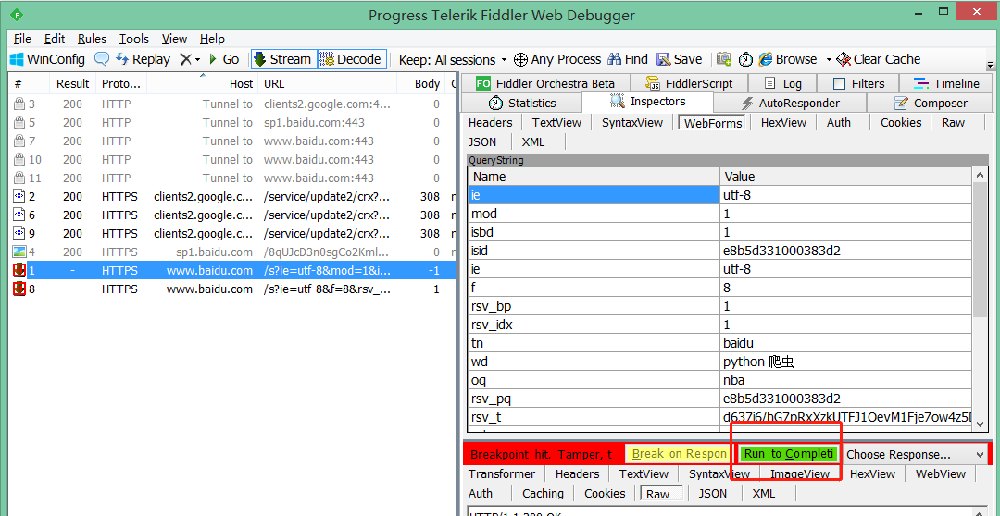 Progress Telerik Fiddler Web Debugger
File Edit Rules Tools View Help
WinConfig Replay Go Stream Decode Keep: All sessions Any Process Find Save Browse Clear Cache
# Result Proto... Host URL Body
3 200 HTTP Tunnel to clients2.google.com:4... 0
5 200 HTTP Tunnel to sp1.baidu.com:443 0
7 200 HTTP Tunnel to www.baidu.com:443 0
10 200 HTTP Tunnel to www.baidu.com:443 0
11 200 HTTP Tunnel to www.baidu.com:443 0
2 200 HTTPS clients2.google.c... /service/update2/crx?... 308
6 200 HTTPS clients2.google.c... /service/update2/crx?... 308
9 200 HTTPS clients2.google.c... /service/update2/crx?... 308
4 200 HTTPS sp1.baidu.com /8qUJcD3n0sgCo2Kml... 0
1 - HTTPS www.baidu.com /s?ie=utf-8&mod=1&i... -1
8 - HTTPS www.baidu.com /s?ie=utf-8&f=8&rsv_... -1
Fiddler Orchestra Beta FiddlerScript Log Filters Timeline
Statistics Inspectors AutoResponder Composer
Headers TextView SyntaxView WebForms HexView Auth Cookies Raw
JSON XML
QueryString
Name Value
ie utf-8
mod 1
isbd 1
isid e8b5d331000383d2
ie utf-8
f 8
rsv_bp 1
rsv_idx 1
tn baidu
wd python 爬虫
oq nba
rsv_pq e8b5d331000383d2
rsv_t d637i6/hG7pRxXzkUTFJ1OevM1Fje7ow4z5
Breakpoint hit. Tamper, t Break on Respon Run to Completi Choose Response...
Transformer Headers TextView SyntaxView ImageView HexView WebView
Auth Caching Cookies Raw JSON XML
HTTP/1.1 200 OK